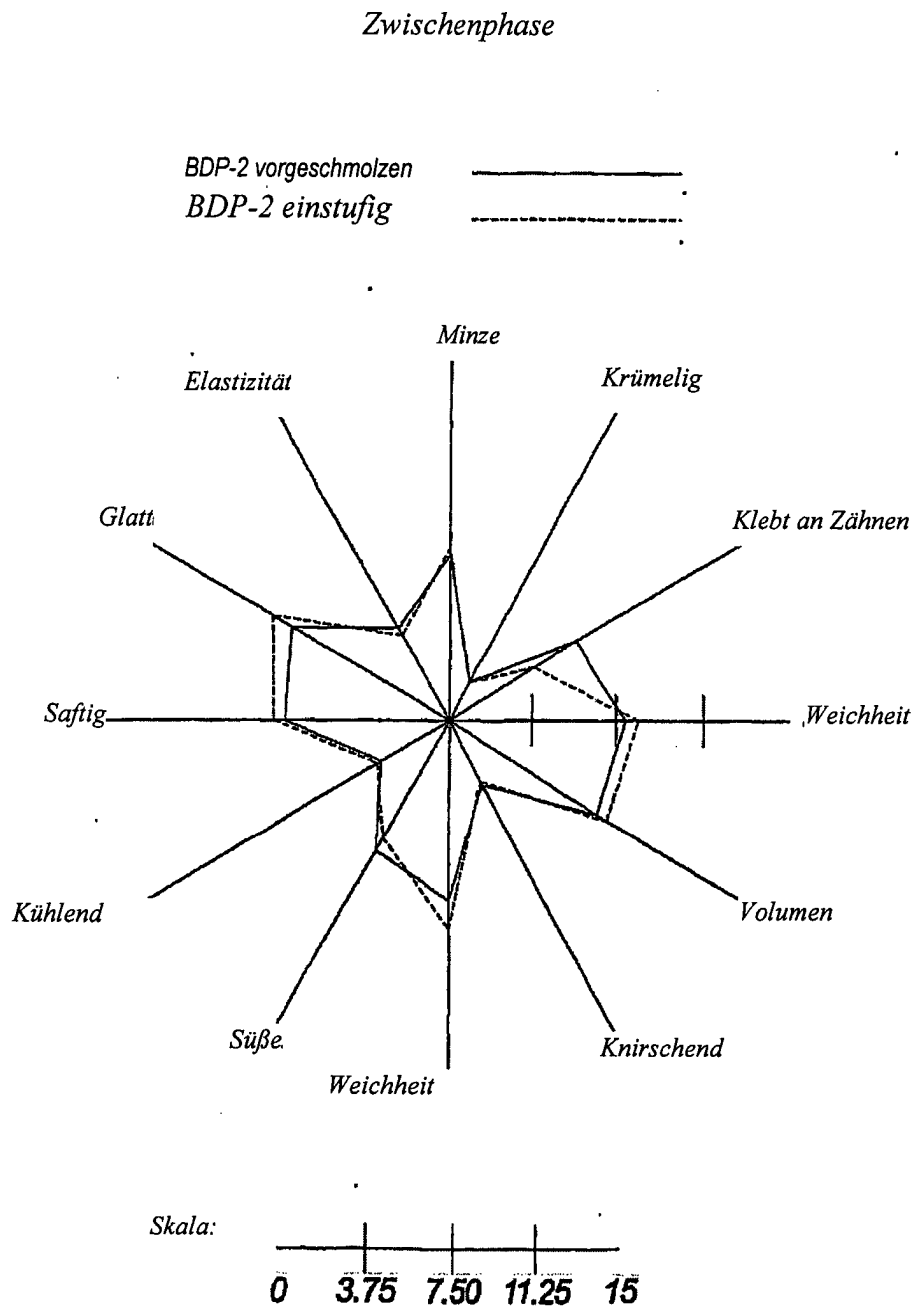 Zwischenphase
BDP-2 vorgeschmolzen
BDP-2 einstufig
Minze
Elastizität
Krümelig
Glatt
Klebt an Zähnen
Saftig
Weichheit
Kühlend
Volumen
Süße
Knirschend
Weichheit
Skala:
0 3.75 7.50 11.25 15